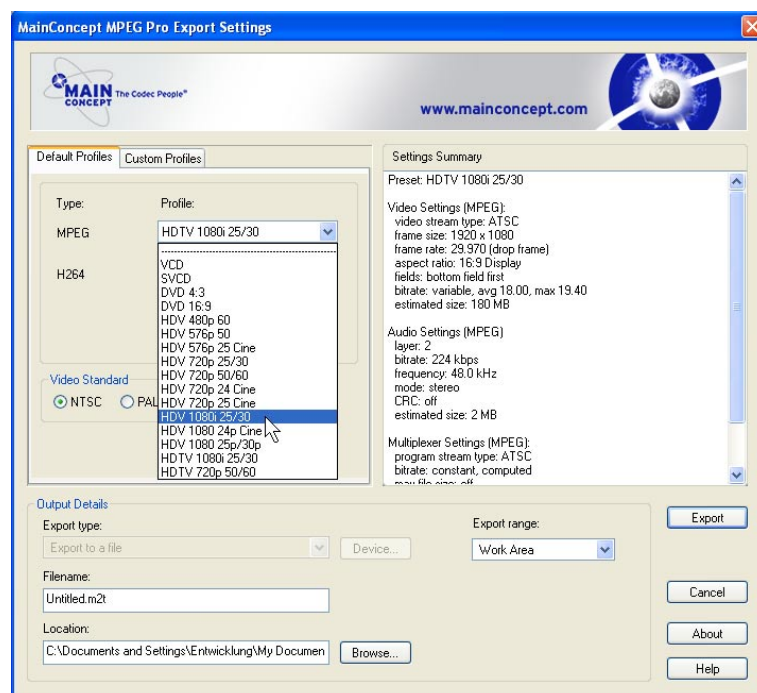 MainConcept MPEG Pro Export Settings
MAIN CONCEPT The Codec People®
www.mainconcept.com
Default Profiles
Custom Profiles
Type:
Profile:
MPEG
HDTV 1080i 25/30
H264
VCD
SVCD
DVD 4:3
DVD 16:9
HDV 480p 60
HDV 576p 50
HDV 576p 25 Cine
HDV 720p 25/30
HDV 720p 50/60
HDV 720p 24 Cine
HDV 720p 25 Cine
HDV 1080i 25/30
HDV 1080 24p Cine
HDV 1080 25p/30p
HDTV 1080i 25/30
HDTV 720p 50/60
Video Standard
NTSC
PAL
Settings Summary
Preset: HDTV 1080i 25/30
Video Settings (MPEG):
video stream type: ATSC
frame size: 1920 x 1080
frame rate: 29.970 (drop frame)
aspect ratio: 16:9 Display
fields: bottom field first
bitrate: variable, avg 18.00, max 19.40
estimated size: 180 MB
Audio Settings (MPEG)
layer: 2
bitrate: 224 kbps
frequency: 48.0 kHz
mode: stereo
CRC: off
estimated size: 2 MB
Multiplexer Settings (MPEG):
program stream type: ATSC
bitrate: constant, computed
max file size: off
Output Details
Export type:
Export to a file
Device...
Export range:
Work Area
Filename:
Untitled.m2t
Location:
C:\Documents and Settings\Entwicklung\My Documen
Browse...
Export
Cancel
About
Help